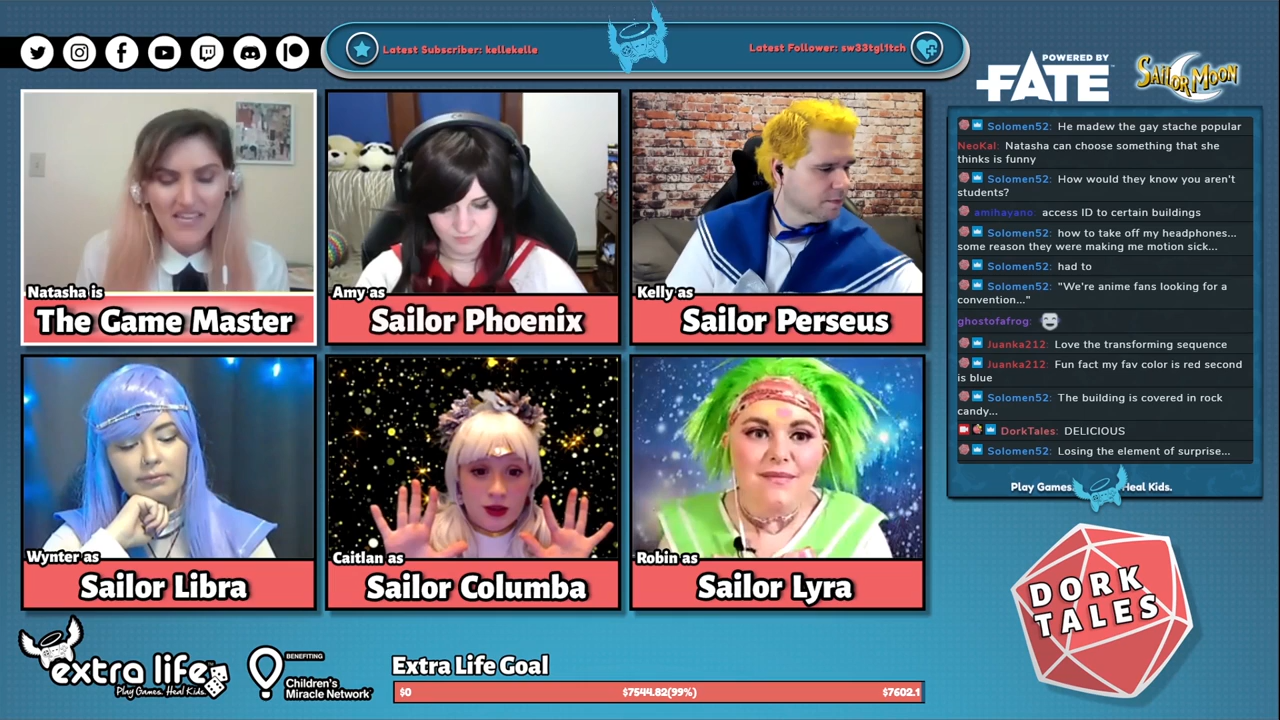 Latest Subscriber: kellekelle
Latest Follower: sw33tgl1tch
POWERED BY
FATE
SAILOR MOON
Natasha is
The Game Master
Amy as
Sailor Phoenix
Kelly as
Sailor Perseus
Wynter as
Sailor Libra
Caitlan as
Sailor Columba
Robin as
Sailor Lyra
Solomen52: He madew the gay stache popular
NeoKal: Natasha can choose something that she
thinks is funny
Solomen52: How would they know you aren't
students?
amihayano: access ID to certain buildings
Solomen52: how to take off my headphones...
some reason they were making me motion sick...
Solomen52: had to
Solomen52: "We're anime fans looking for a
convention..."
ghostofafrog:
Juanka212: Love the transforming sequence
Juanka212: Fun fact my fav color is red second
is blue
Solomen52: The building is covered in rock
candy...
DorkTales: DELICIOUS
Solomen52: Losing the element of surprise...
Play Games. Heal Kids.
DORK
TALES
extra life
Play Games. Heal Kids.
BENEFITING
Children's
Miracle Network
Extra Life Goal
$0 $7544.82(99%) $7602.1